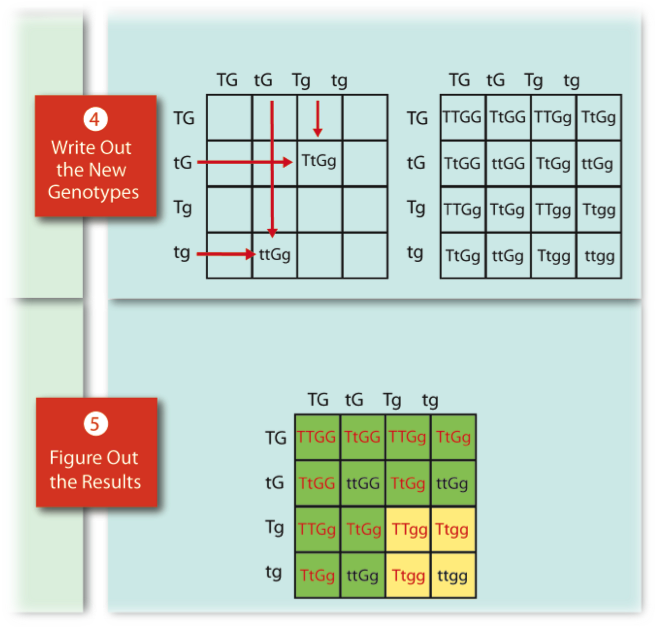 4
Write Out
the New
Genotypes
TG tG Tg tg
TG
tG TtGg
Tg
tg ttGg
TG tG Tg tg
TG TTGG TtGG TTGg TtGg
tG TtGG ttGG TtGg ttGg
Tg TTGg TtGg TTgg Ttgg
tg TtGg ttGg Ttgg ttgg
5
Figure Out
the Results
TG tG Tg tg
TG TTGG TtGG TTGg TtGg
tG TtGG ttGG TtGg ttGg
Tg TTGg TtGg TTgg Ttgg
tg TtGg ttGg Ttgg ttgg